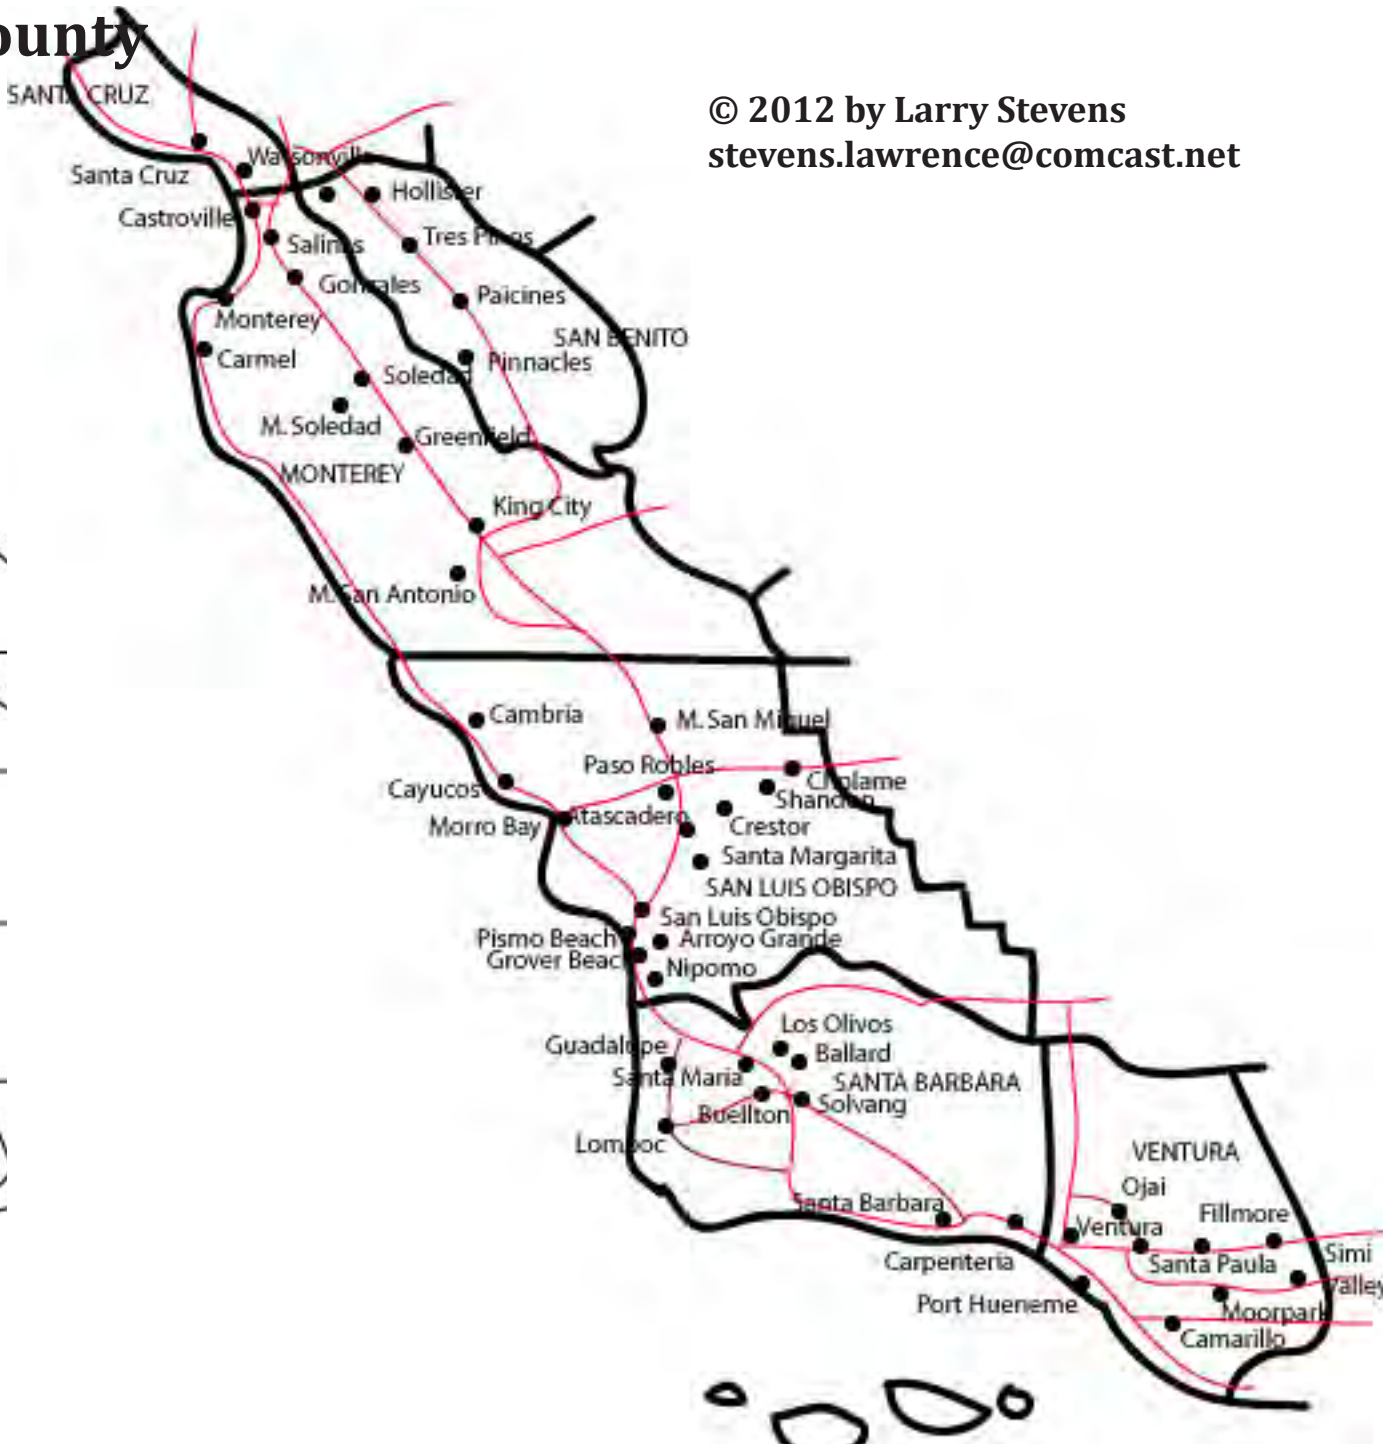 ounty
SANTA CRUZ
© 2012 by Larry Stevens
stevens.lawrence@comcast.net
Watsonville
Santa Cruz
Hollister
Castroville
Salinas
Tres Pinos
Gonzales
Paicines
Monterey
SAN BENITO
Carmel
Pinnacles
Soledad
M. Soledad
Greenfield
MONTEREY
King City
M. San Antonio
Cambria
M. San Miguel
Paso Robles
Cayucos
Cholame
Shandon
Morro Bay
Atascadero
Crestor
Santa Margarita
SAN LUIS OBISPO
San Luis Obispo
Pismo Beach
Arroyo Grande
Grover Beach
Nipomo
Los Olivos
Guadalupe
Ballard
Santa Maria
SANTA BARBARA
Buellton
Solvang
Lompoc
VENTURA
Ojai
Santa Barbara
Fillmore
Ventura
Carpenteria
Santa Paula
Simi
Valley
Port Hueneme
Moorpark
Camarillo